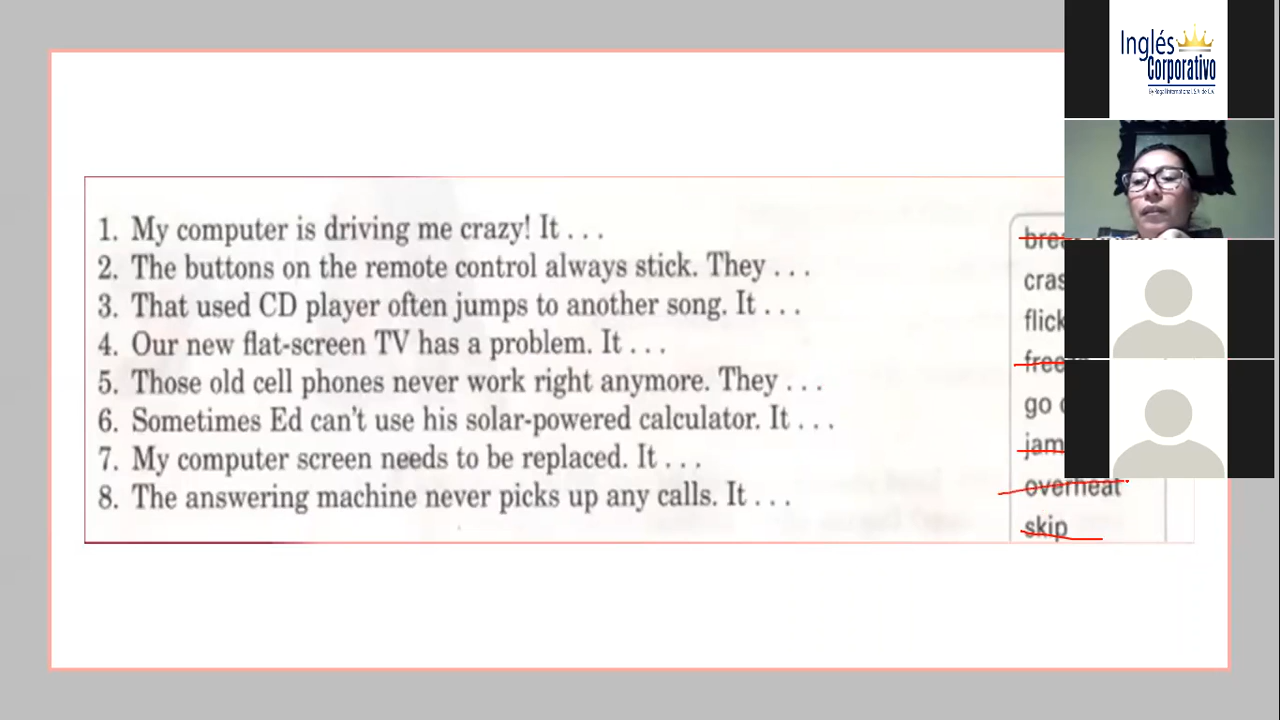 Inglés
Corporativo
1. My computer is driving me crazy! It . . .
2. The buttons on the remote control always stick. They . . .
3. That used CD player often jumps to another song. It . . .
4. Our new flat-screen TV has a problem. It . . .
5. Those old cell phones never work right anymore. They . . .
6. Sometimes Ed can't use his solar-powered calculator. It . . .
7. My computer screen needs to be replaced. It . . .
8. The answering machine never picks up any calls. It . . .
go
jam
overheat
skip